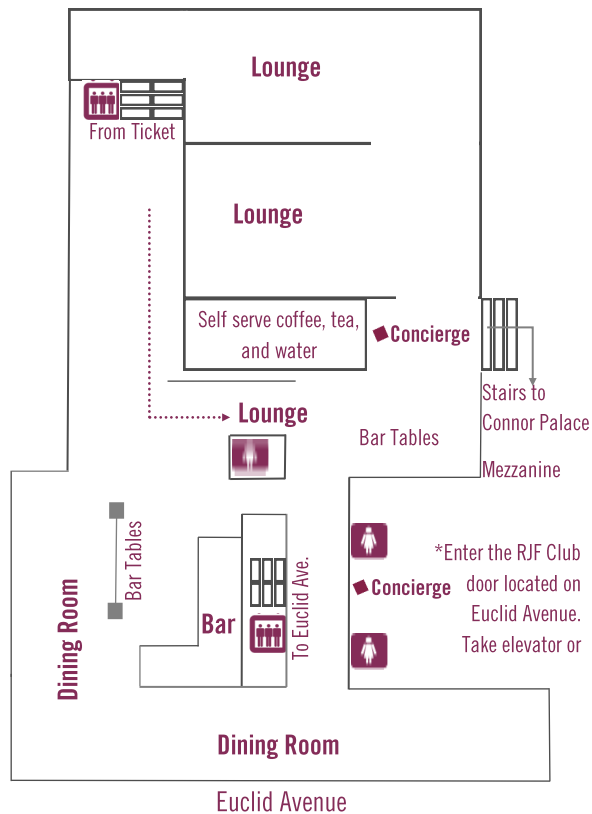 Lounge
From Ticket
Lounge
Self serve coffee, tea,
and water
Concierge
Stairs to
Connor Palace
Mezzanine
Lounge
Bar Tables
Bar Tables
Dining Room
Bar
To Euclid Ave.
Concierge
*Enter the RJF Club
door located on
Euclid Avenue.
Take elevator or
Dining Room
Euclid Avenue